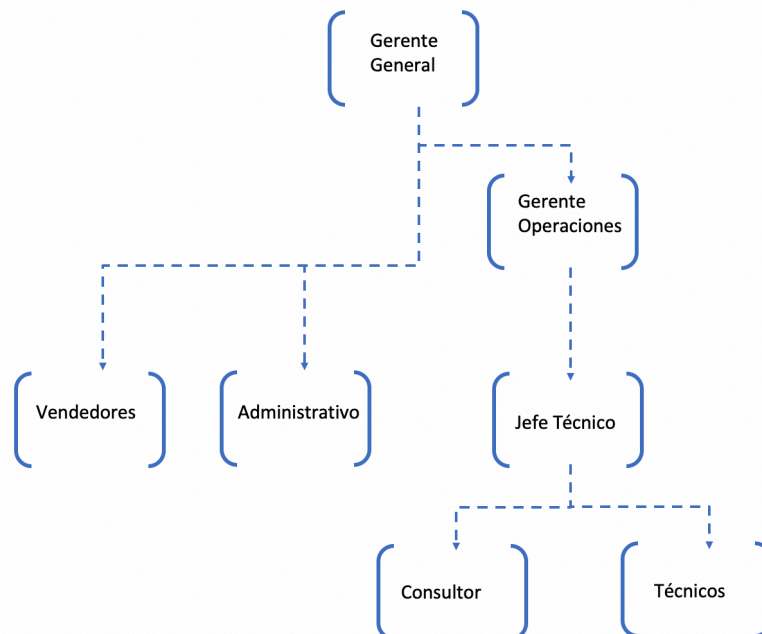 Gerente
General
Gerente
Operaciones
Vendedores
Administrativo
Jefe Técnico
Consultor
Técnicos